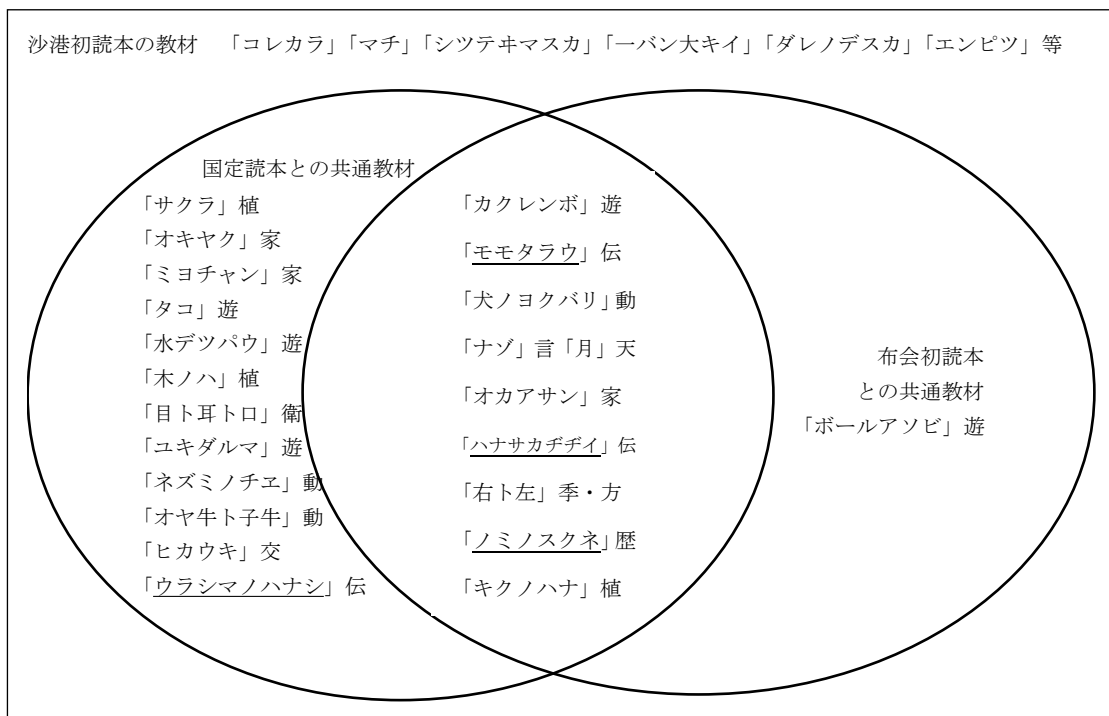 沙港初読本の教材 「コレカラ」「マチ」「シツテヰマスカ」「一バン大キイ」「ダレノデスカ」「エンピツ」等
国定読本との共通教材
「サクラ」植
「オキヤク」家
「ミヨチャン」家
「タコ」遊
「水デツパウ」遊
「木ノハ」植
「目ト耳トロ」衛
「ユキダルマ」遊
「ネズミノチヱ」動
「オヤ牛ト子牛」動
「ヒカウキ」交
「ウラシマノハナシ」伝
「カクレンボ」遊
「モモタラウ」伝
「犬ノヨクバリ」動
「ナゾ」言「月」天
「オカアサン」家
「ハナサカヂヂイ」伝
「右ト左」季・方
「ノミノスクネ」歴
「キクノハナ」植
布会初読本
との共通教材
「ボールアソビ」遊